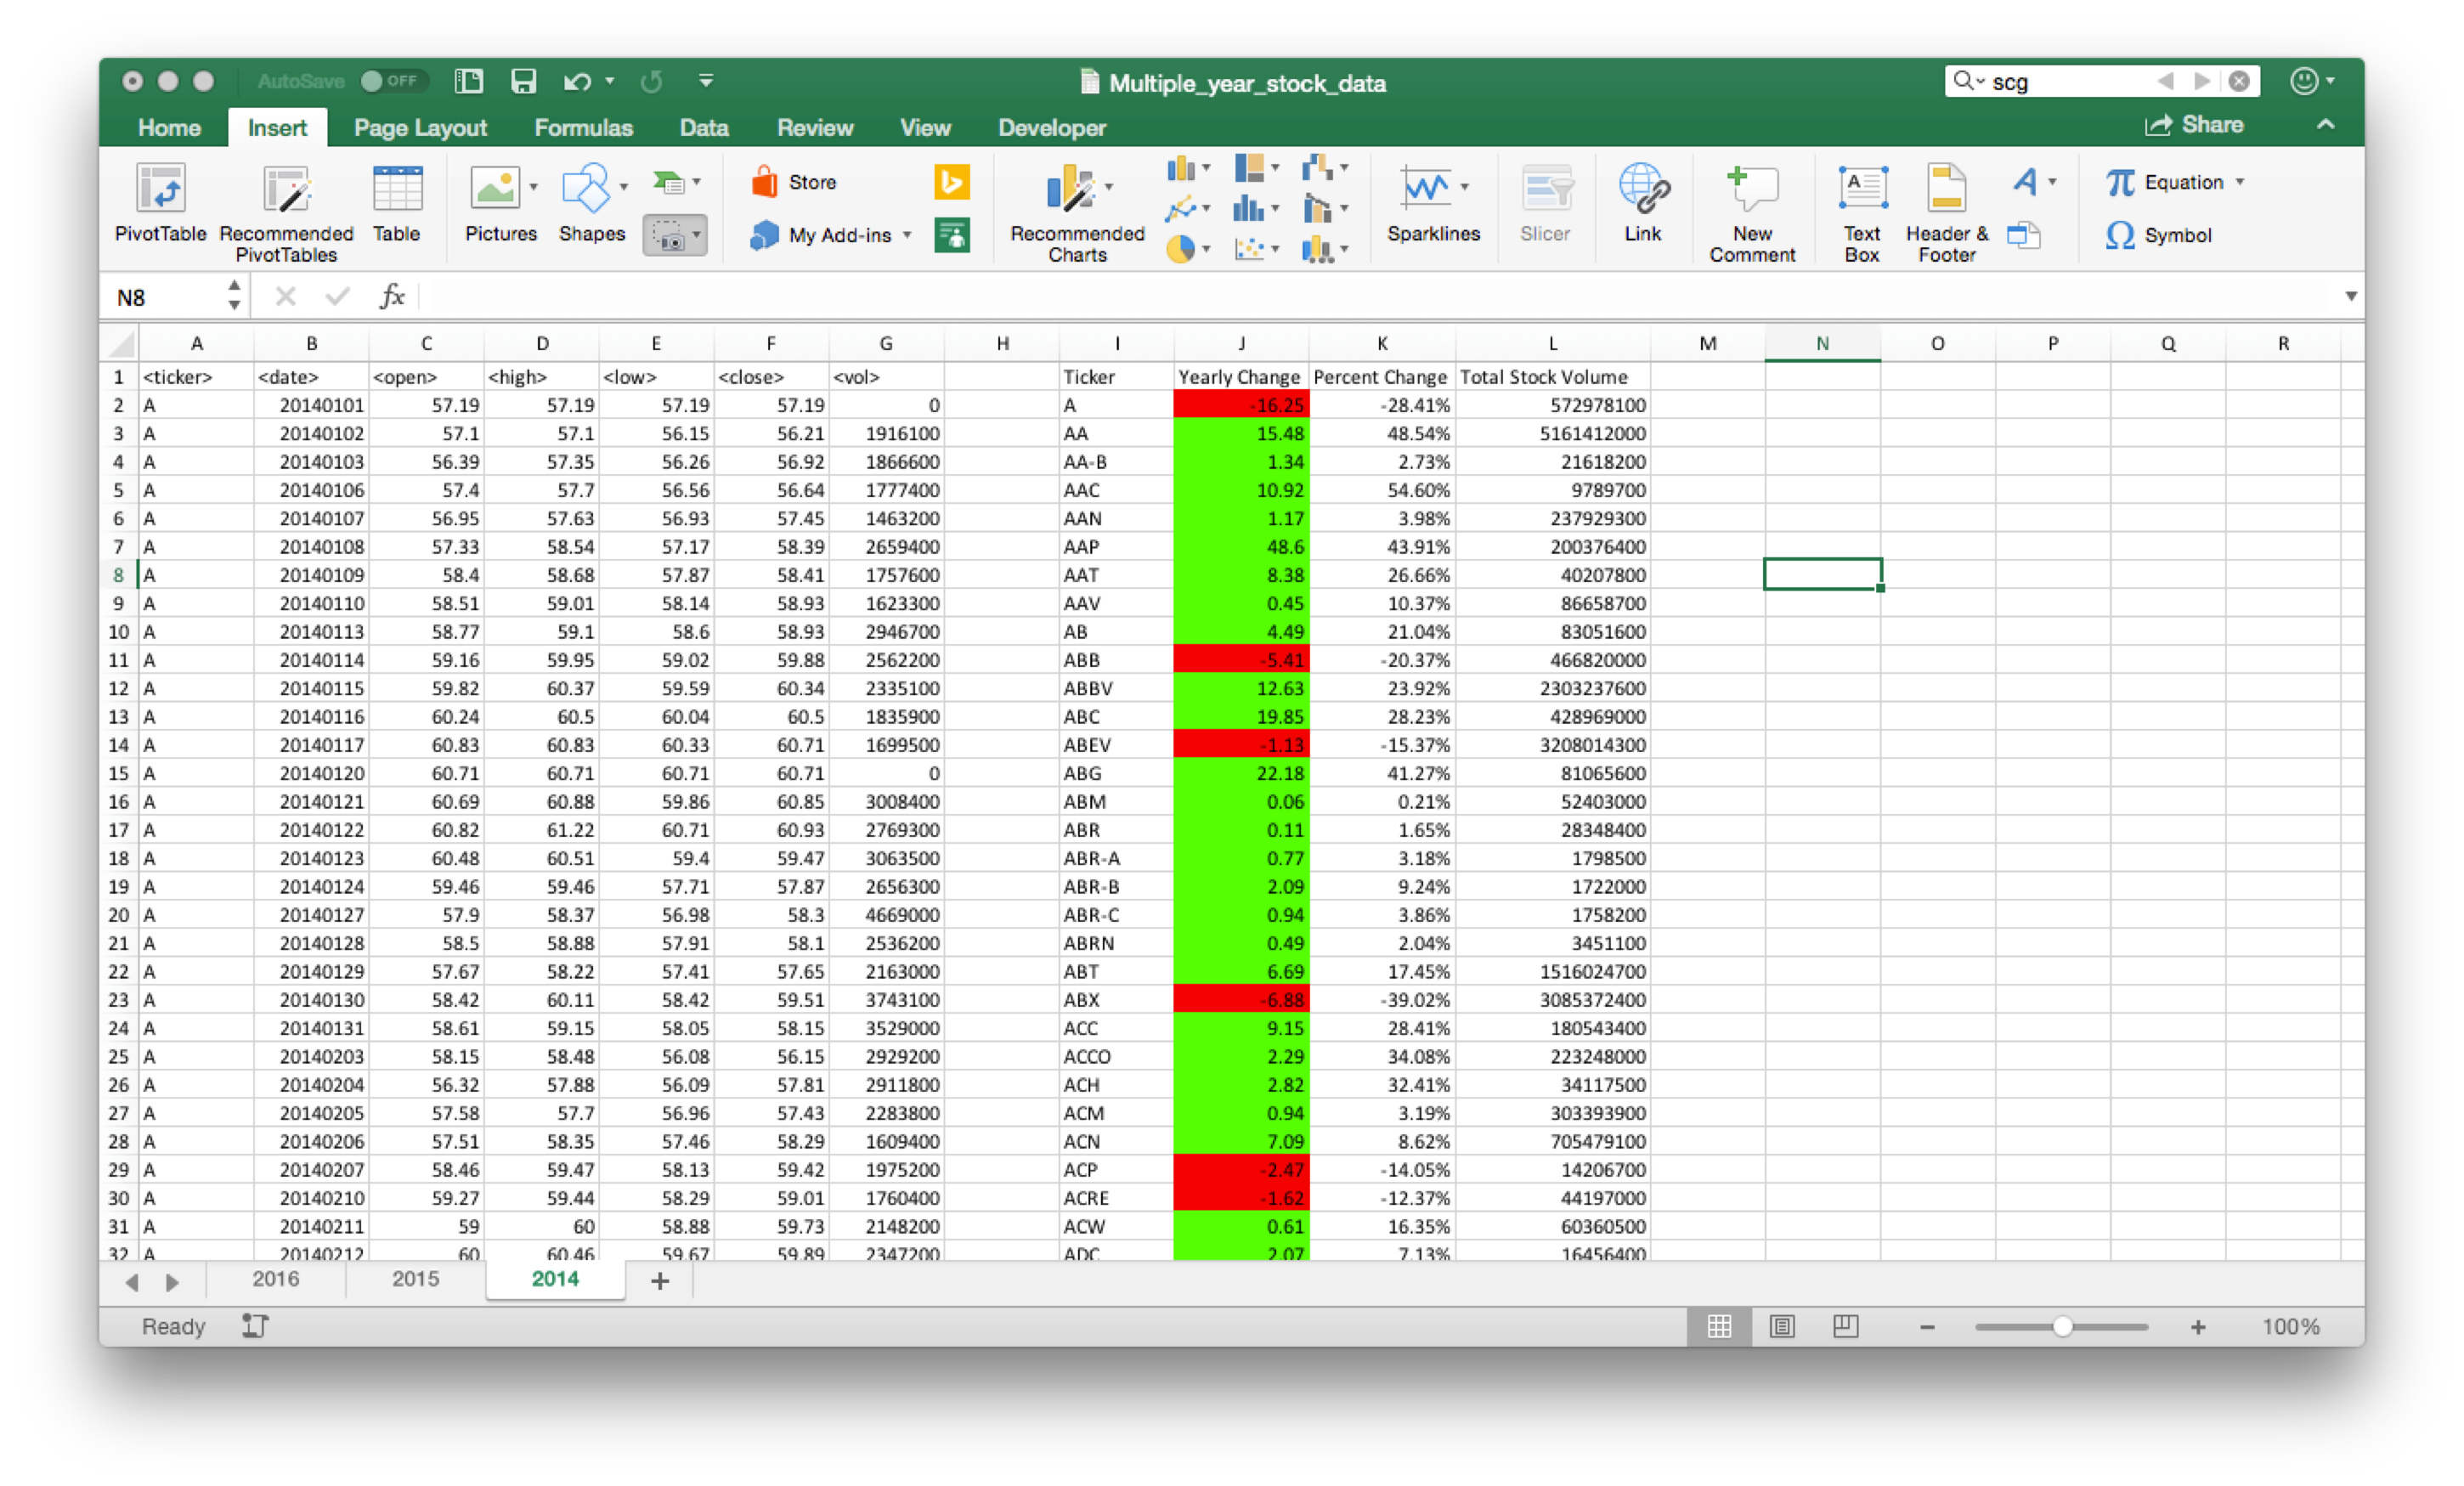 AutoSave OFF Multiple_year_stock_data scg
Home Insert Page Layout Formulas Data Review View Developer Share
PivotTable Recommended PivotTables Table Pictures Shapes Store My Add-ins Recommended Charts Sparklines Slicer Link New Comment Text Box Header & Footer A Equation Symbol
N8 fx
A B C D E F G H I J K L M N O P Q R
1 <ticker> <date> <open> <high> <low> <close> <vol> Ticker Yearly Change Percent Change Total Stock Volume
2 A 20140101 57.19 57.19 57.19 57.19 0 A -16.25 -28.41% 572978100
3 A 20140102 57.1 57.1 56.15 56.21 1916100 AA 15.48 48.54% 5161412000
4 A 20140103 56.39 57.35 56.26 56.92 1866600 AA-B 1.34 2.73% 21618200
5 A 20140106 57.4 57.7 56.56 56.64 1777400 AAC 10.92 54.60% 9789700
6 A 20140107 56.95 57.63 56.93 57.45 1463200 AAN 1.17 3.98% 237929300
7 A 20140108 57.33 58.54 57.17 58.39 2659400 AAP 48.6 43.91% 200376400
8 A 20140109 58.4 58.68 57.87 58.41 1757600 AAT 8.38 26.66% 40207800
9 A 20140110 58.51 59.01 58.14 58.93 1623300 AAV 0.45 10.37% 86658700
10 A 20140113 58.77 59.1 58.6 58.93 2946700 AB 4.49 21.04% 83051600
11 A 20140114 59.16 59.95 59.02 59.88 2562200 ABB -5.41 -20.37% 466820000
12 A 20140115 59.82 60.37 59.59 60.34 2335100 ABBV 12.63 23.92% 2303237600
13 A 20140116 60.24 60.5 60.04 60.5 1835900 ABC 19.85 28.23% 428969000
14 A 20140117 60.83 60.83 60.33 60.71 1699500 ABEV -1.13 -15.37% 3208014300
15 A 20140120 60.71 60.71 60.71 60.71 0 ABG 22.18 41.27% 81065600
16 A 20140121 60.69 60.88 59.86 60.85 3008400 ABM 0.06 0.21% 52403000
17 A 20140122 60.82 61.22 60.71 60.93 2769300 ABR 0.11 1.65% 28348400
18 A 20140123 60.48 60.51 59.4 59.47 3063500 ABR-A 0.77 3.18% 1798500
19 A 20140124 59.46 59.46 57.71 57.87 2656300 ABR-B 2.09 9.24% 1722000
20 A 20140127 57.9 58.37 56.98 58.3 4669000 ABR-C 0.94 3.86% 1758200
21 A 20140128 58.5 58.88 57.91 58.1 2536200 ABRN 0.49 2.04% 3451100
22 A 20140129 57.67 58.22 57.41 57.65 2163000 ABT 6.69 17.45% 1516024700
23 A 20140130 58.42 60.11 58.42 59.51 3743100 ABX -6.88 -39.02% 3085372400
24 A 20140131 58.61 59.15 58.05 58.15 3529000 ACC 9.15 28.41% 180543400
25 A 20140203 58.15 58.48 56.08 56.15 2929200 ACCO 2.29 34.08% 223248000
26 A 20140204 56.32 57.88 56.09 57.81 2911800 ACH 2.82 32.41% 34117500
27 A 20140205 57.58 57.7 56.96 57.43 2283800 ACM 0.94 3.19% 303393900
28 A 20140206 57.51 58.35 57.46 58.29 1609400 ACN 7.09 8.62% 705479100
29 A 20140207 58.46 59.47 58.13 59.42 1975200 ACP -2.47 -14.05% 14206700
30 A 20140210 59.27 59.44 58.29 59.01 1760400 ACRE -1.62 -12.37% 44197000
31 A 20140211 59 60 58.88 59.73 2148200 ACW 0.61 16.35% 60360500
32 A 20140212 60 60.46 59.67 59.89 2347200 ADC 2.07 7.13% 16456400
2016 2015 2014 +
Ready 100%